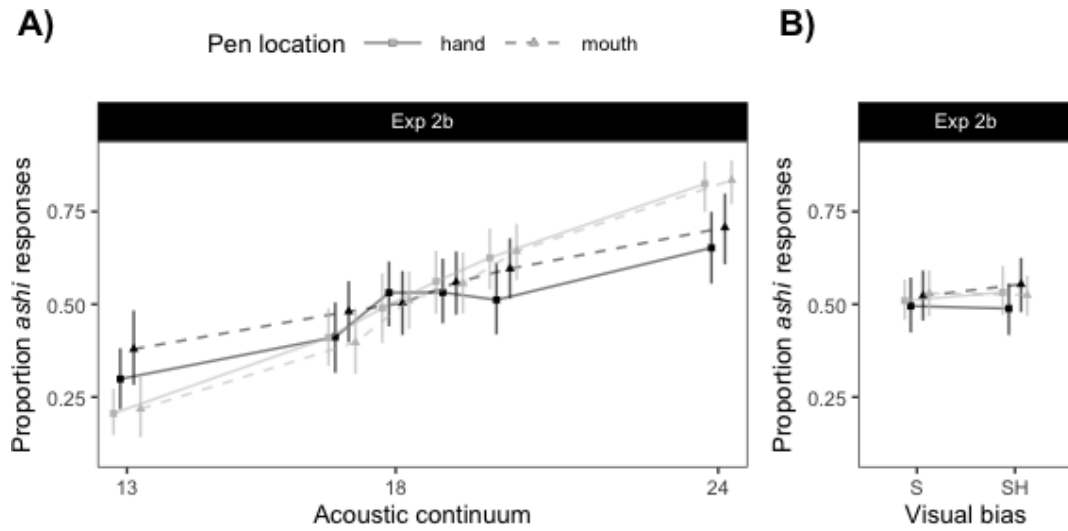 A)
Pen location hand mouth
Exp 2b
Proportion ashi responses
0.75
0.50
0.25
13 18 24
Acoustic continuum
B)
Exp 2b
Proportion ashi responses
0.75
0.50
0.25
S SH
Visual bias